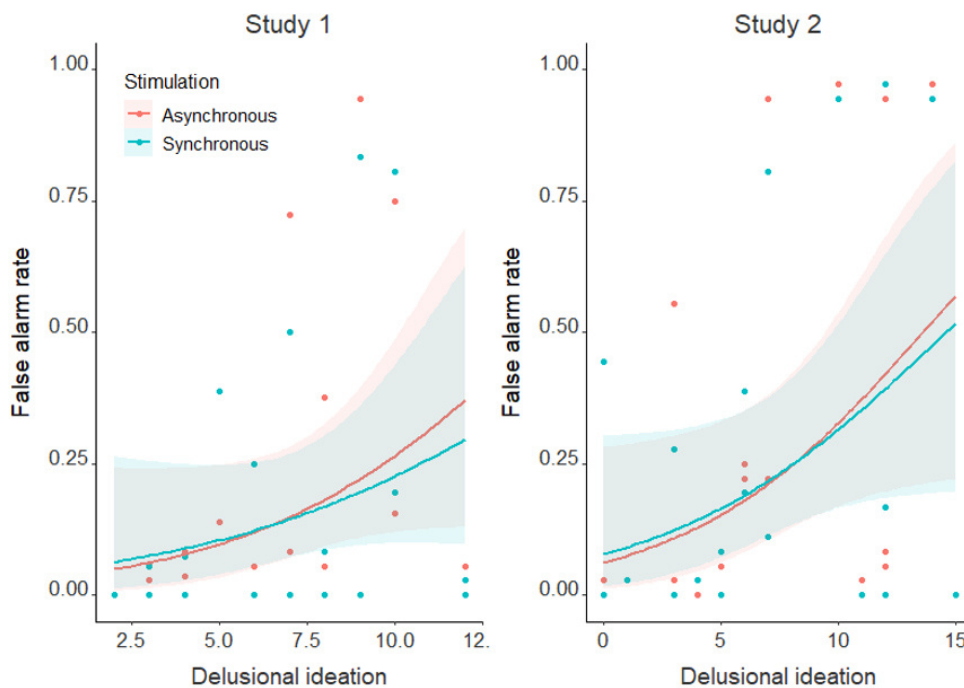 Study 1
Study 2
Stimulation
Asynchronous
Synchronous
False alarm rate
1.00
0.75
0.50
0.25
0.00
2.5 5.0 7.5 10.0 12.
Delusional ideation
False alarm rate
1.00
0.75
0.50
0.25
0.00
0 5 10 15
Delusional ideation